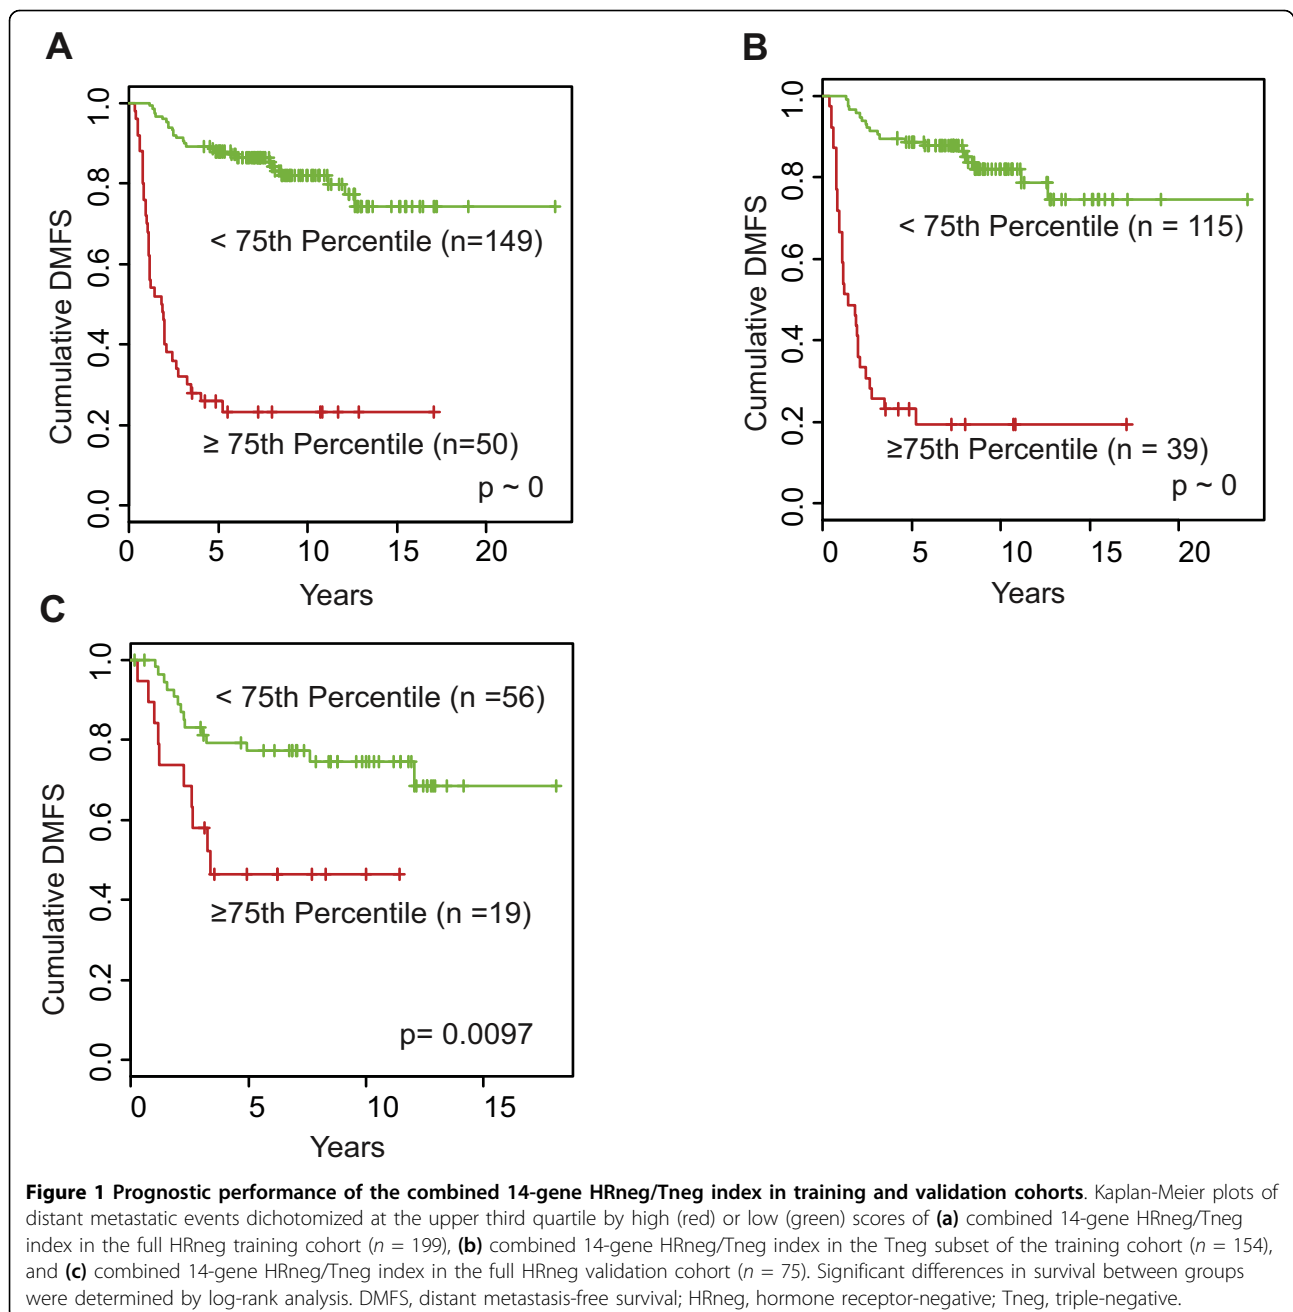 A
1.0
0.8
0.6
0.4
0.2
0.0
Cumulative DMFS
< 75th Percentile (n=149)
≥ 75th Percentile (n=50)
p ~ 0
0 5 10 15 20
Years
B
1.0
0.8
0.6
0.4
0.2
0.0
Cumulative DMFS
< 75th Percentile (n = 115)
≥75th Percentile (n = 39)
p ~ 0
0 5 10 15 20
Years
C
1.0
0.8
0.6
0.4
0.2
0.0
Cumulative DMFS
< 75th Percentile (n =56)
≥75th Percentile (n =19)
p= 0.0097
0 5 10 15
Years
Figure 1 Prognostic performance of the combined 14-gene HRneg/Tneg index in training and validation cohorts. Kaplan-Meier plots of
distant metastatic events dichotomized at the upper third quartile by high (red) or low (green) scores of (a) combined 14-gene HRneg/Tneg
index in the full HRneg training cohort (n = 199), (b) combined 14-gene HRneg/Tneg index in the Tneg subset of the training cohort (n = 154),
and (c) combined 14-gene HRneg/Tneg index in the full HRneg validation cohort (n = 75). Significant differences in survival between groups
were determined by log-rank analysis. DMFS, distant metastasis-free survival; HRneg, hormone receptor-negative; Tneg, triple-negative.